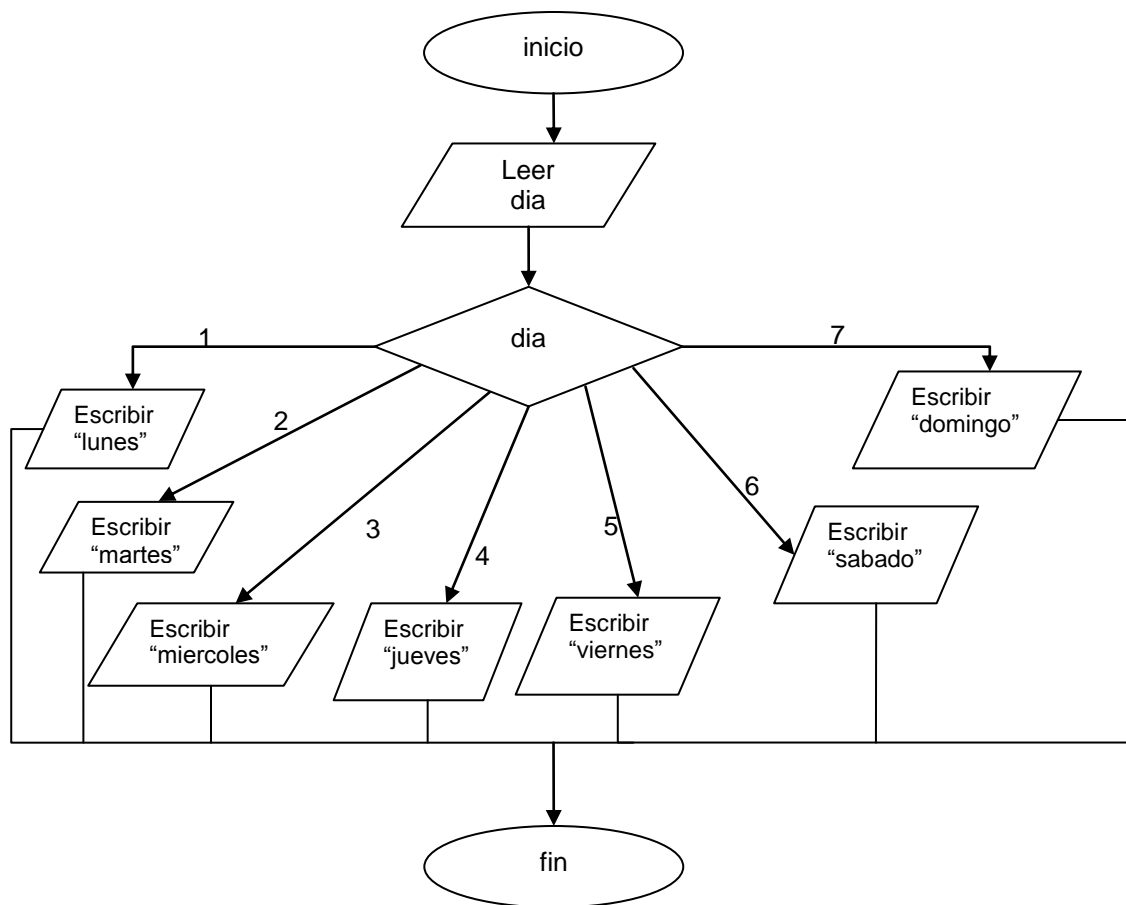 inicio
Leer
dia
dia
1
7
Escribir
“lunes”
2
Escribir
“domingo”
Escribir
“martes”
3
4
5
6
Escribir
“sabado”
Escribir
“miercoles”
Escribir
“jueves”
Escribir
“viernes”
fin